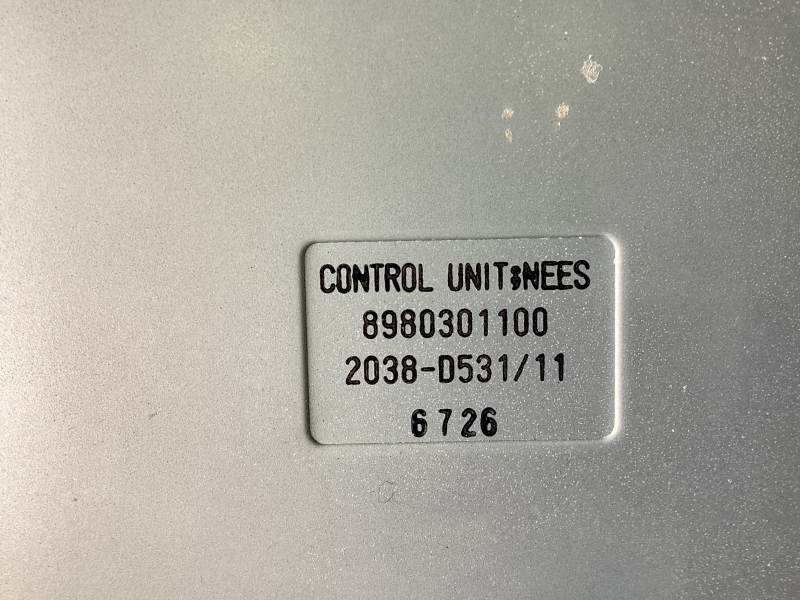 CONTROL UNIT;NEES
8980301100
2038-D531/11
6726